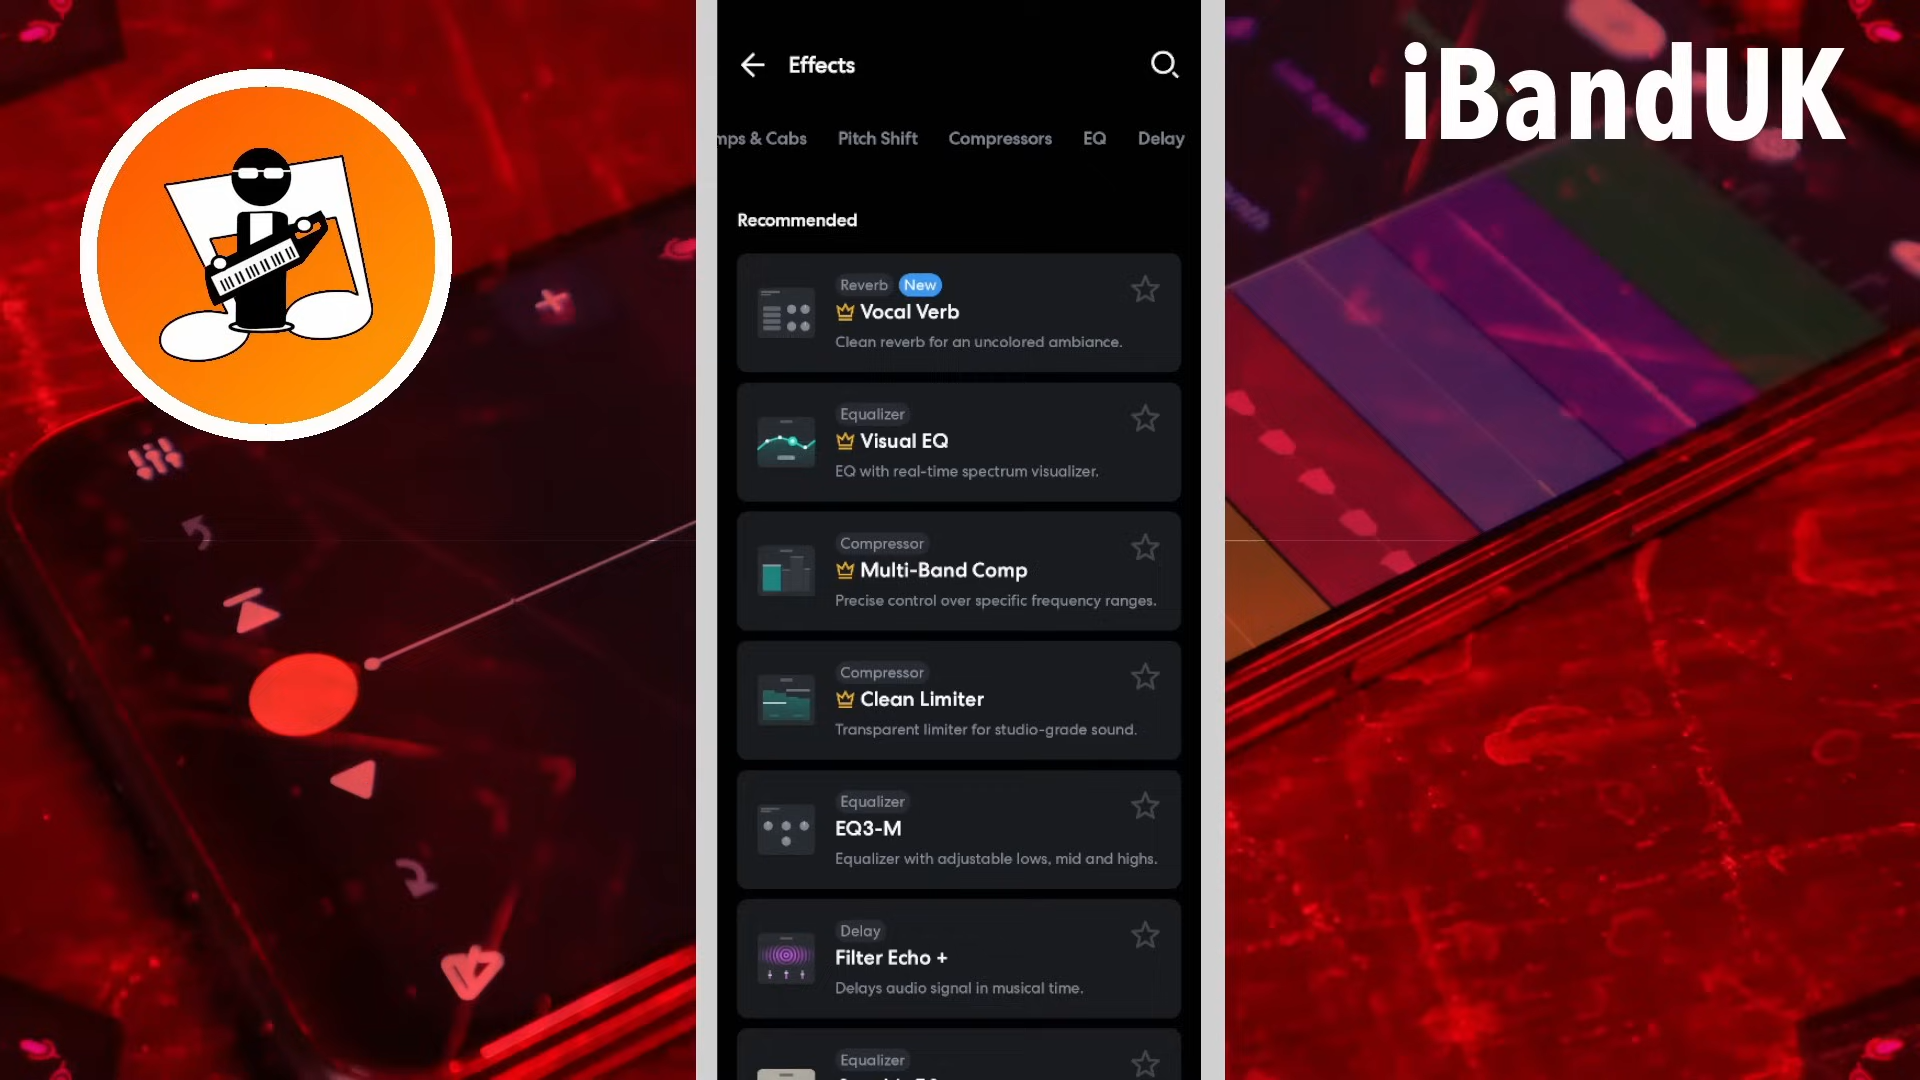 iBandUK
Effects
mps & Cabs Pitch Shift Compressors EQ Delay
Recommended
Reverb New
Vocal Verb
Clean reverb for an uncolored ambiance.
Equalizer
Visual EQ
EQ with real-time spectrum visualizer.
Compressor
Multi-Band Comp
Precise control over specific frequency ranges.
Compressor
Clean Limiter
Transparent limiter for studio-grade sound.
Equalizer
EQ3-M
Equalizer with adjustable lows, mid and highs.
Delay
Filter Echo +
Delays audio signal in musical time.
Equalizer